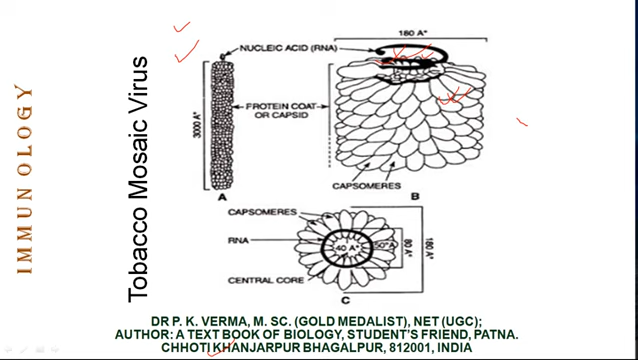 IMMUNOLOGY
Tobacco Mosaic Virus
180 A°
NUCLEIC ACID (RNA)
3000 A°
PROTEIN COAT
OR CAPSID
CAPSOMERES
A
B
CAPSOMERES
RNA
40 A°
50°A
80 A°
180 A°
CENTRAL CORE
C
DR P. K. VERMA, M. SC. (GOLD MEDALIST), NET (UGC);
AUTHOR: A TEXT BOOK OF BIOLOGY, STUDENT'S FRIEND, PATNA.
CHHOTI KHANJARPUR BHAGALPUR, 812001, INDIA